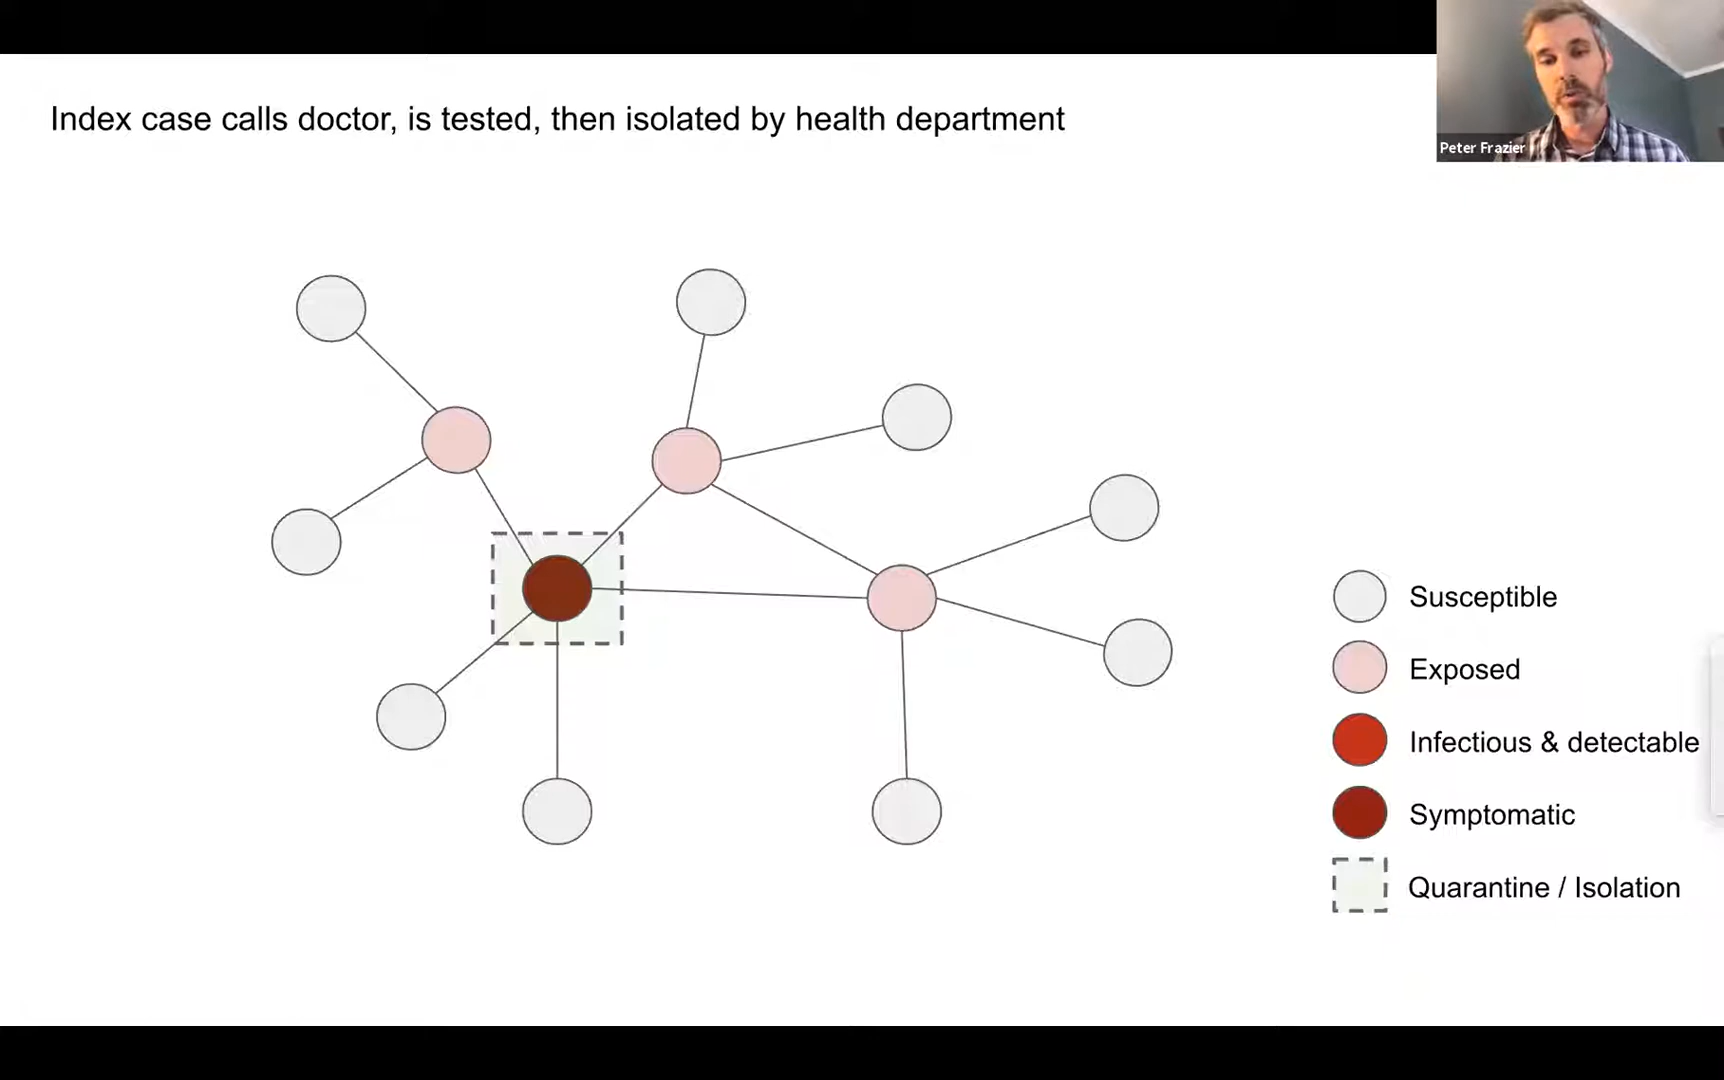 Index case calls doctor, is tested, then isolated by health department
Peter Frazier
Susceptible
Exposed
Infectious & detectable
Symptomatic
Quarantine / Isolation